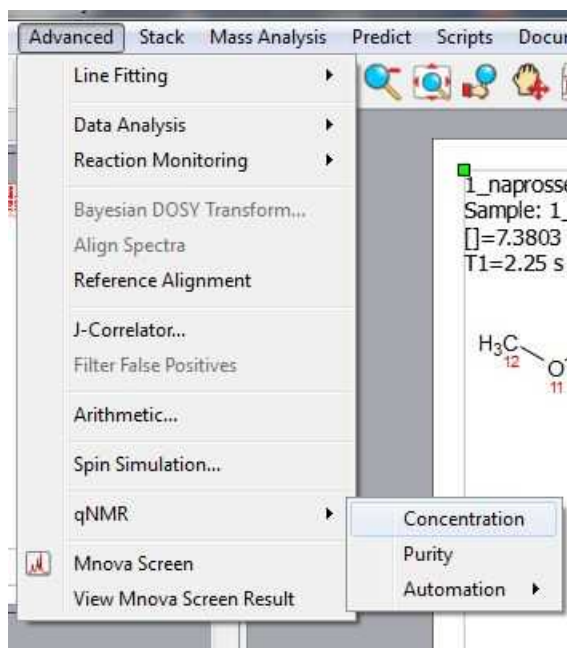 Advanced Stack Mass Analysis Predict Scripts
Line Fitting
Data Analysis
Reaction Monitoring
Bayesian DOSY Transform...
Align Spectra
Reference Alignment
J-Correlator...
Filter False Positives
Arithmetic...
Spin Simulation...
qNMR
Mnova Screen
View Mnova Screen Result
Concentration
Purity
Automation
Sample: 1_
[]=7.3803
T1=2.25 s
H3C
12
O
11